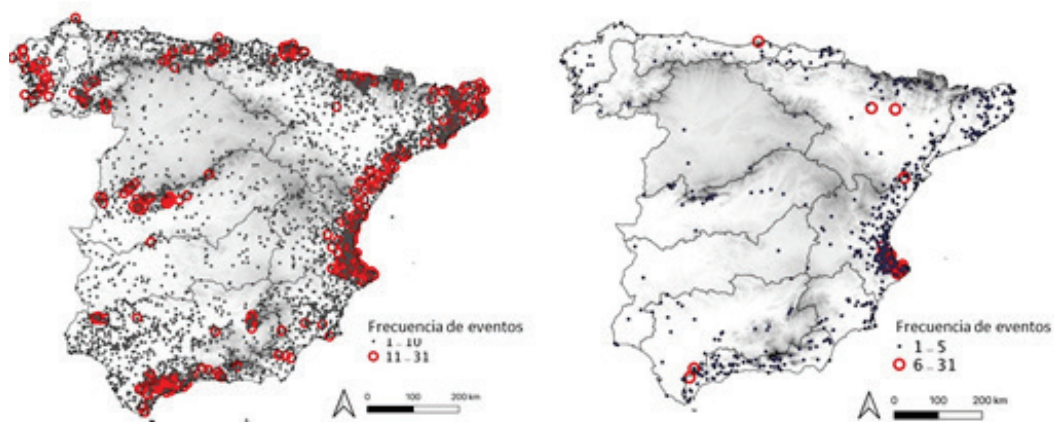 Frecuencia de eventos
1 – 10
11 – 31
0 100 200 km
Frecuencia de eventos
1 – 5
6 – 31
0 100 200 km